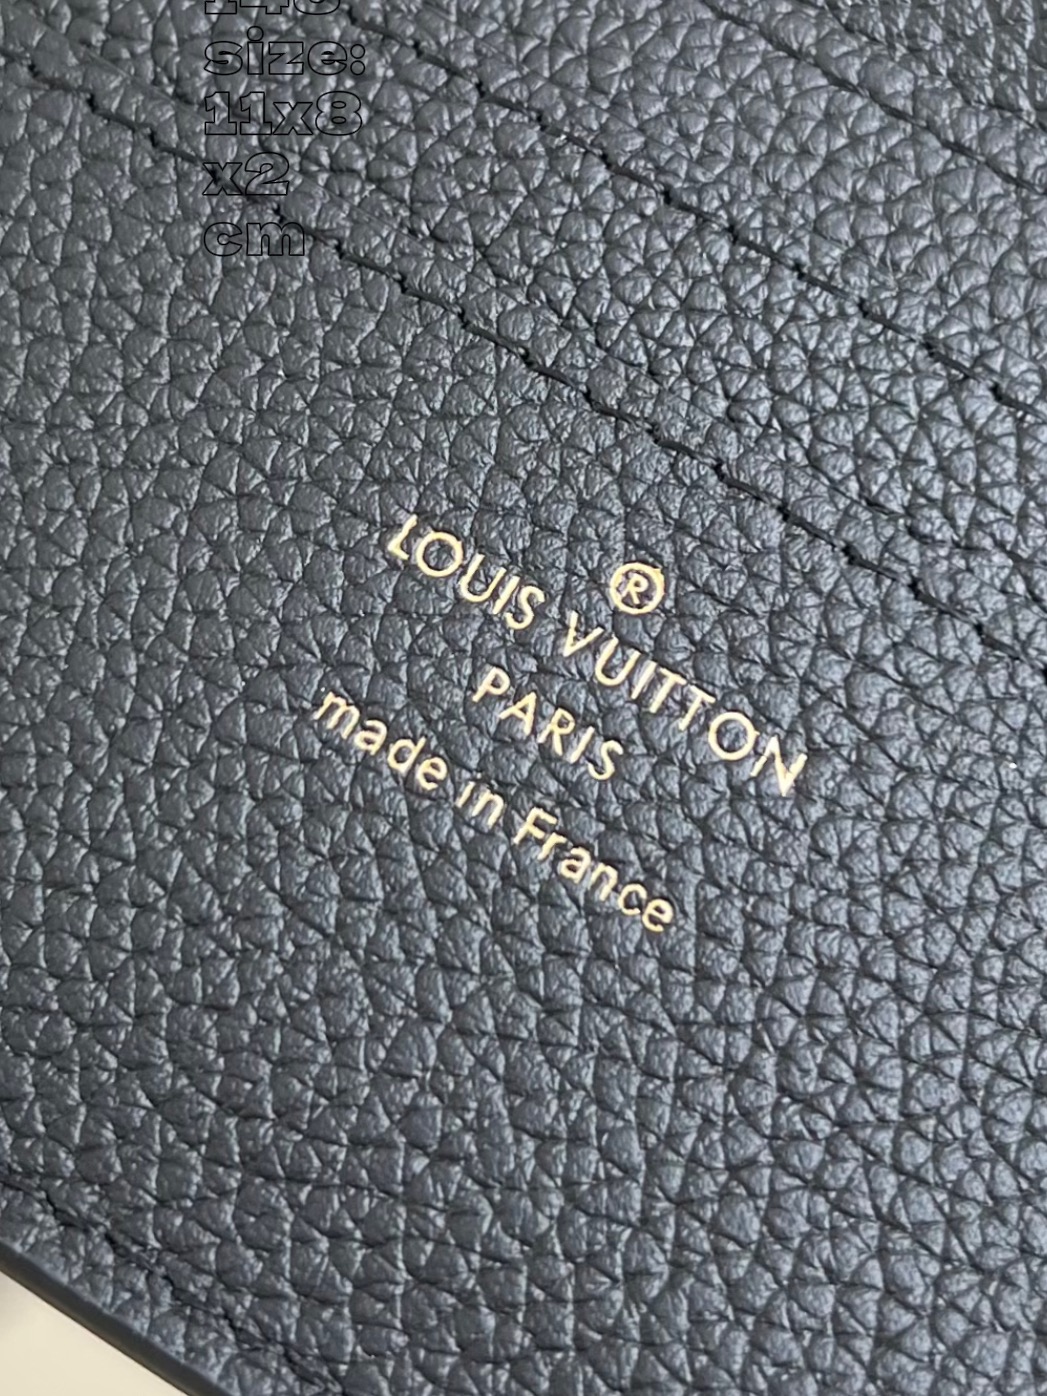 size:
11x8
x2
cm
®
LOUIS VUITTON
PARIS
made in France